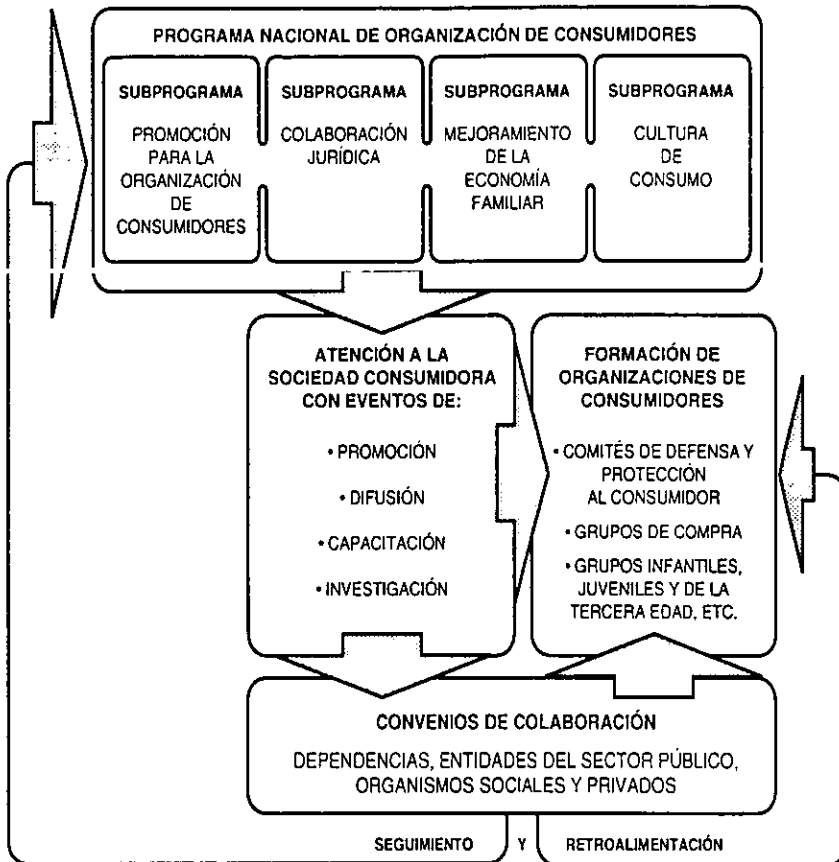 PROGRAMA NACIONAL DE ORGANIZACIÓN DE CONSUMIDORES
SUBPROGRAMA
PROMOCIÓN
PARA LA
ORGANIZACIÓN
DE
CONSUMIDORES
SUBPROGRAMA
COLABORACIÓN
JURÍDICA
SUBPROGRAMA
MEJORAMIENTO
DE LA
ECONOMÍA
FAMILIAR
SUBPROGRAMA
CULTURA
DE
CONSUMO
ATENCIÓN A LA
SOCIEDAD CONSUMIDORA
CON EVENTOS DE:
• PROMOCIÓN
• DIFUSIÓN
• CAPACITACIÓN
• INVESTIGACIÓN
FORMACIÓN DE
ORGANIZACIONES DE
CONSUMIDORES
• COMITÉS DE DEFENSA Y
PROTECCIÓN
AL CONSUMIDOR
• GRUPOS DE COMPRA
• GRUPOS INFANTILES,
JUVENILES Y DE LA
TERCERA EDAD, ETC.
CONVENIOS DE COLABORACIÓN
DEPENDENCIAS, ENTIDADES DEL SECTOR PÚBLICO,
ORGANISMOS SOCIALES Y PRIVADOS
SEGUIMIENTO Y RETROALIMENTACIÓN